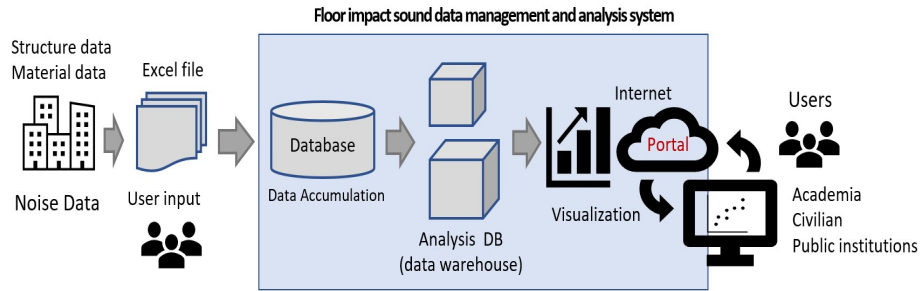 Floor impact sound data management and analysis system
Structure data
Material data
Noise Data
Excel file
User input
Database
Data Accumulation
Analysis DB
(data warehouse)
Visualization
Internet
Portal
Users
Academia
Civilian
Public institutions